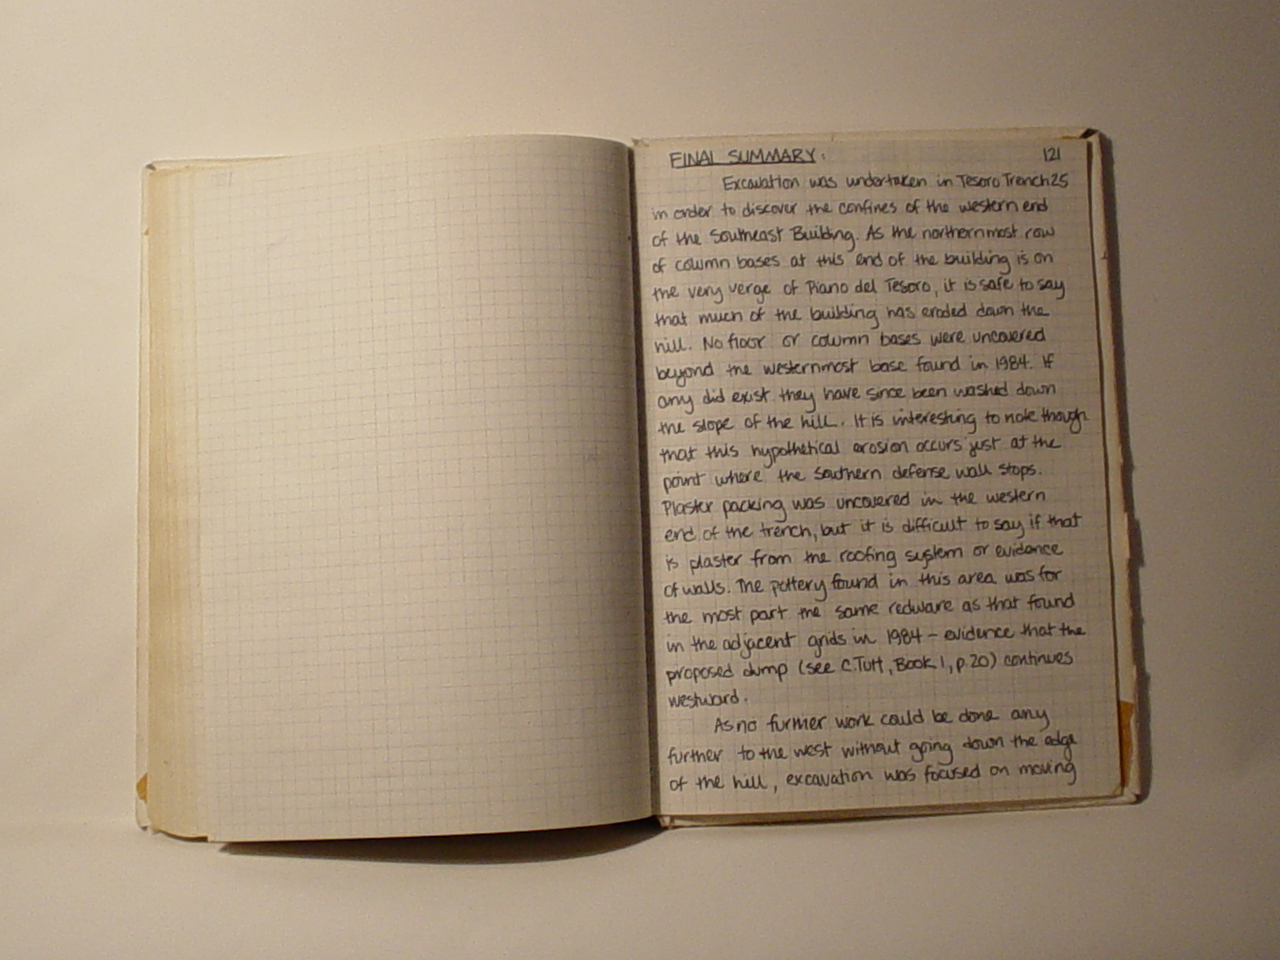 FINAL SUMMARY: 121
Excavation was undertaken in Tesoro Trench 25
in order to discover the confines of the western end
of the Southeast Building. As the northernmost row
of column bases at this end of the building is on
the very verge of Piano del Tesoro, it is safe to say
that much of the building has eroded down the
hill. No floor or column bases were uncovered
beyond the westernmost base found in 1984. If
any did exist they have since been washed down
the slope of the hill. It is interesting to note though
that this hypothetical erosion occurs just at the
point where the southern defense wall stops.
Plaster packing was uncovered in the western
end of the trench, but it is difficult to say if that
is plaster from the roofing system or evidence
of walls. The pottery found in this area was for
the most part the same redware as that found
in the adjacent grids in 1984 – evidence that the
proposed dump (see C. Tuft, Book 1, p. 20) continues
westward.
As no further work could be done any
further to the west without going down the edge
of the hill, excavation was focused on moving